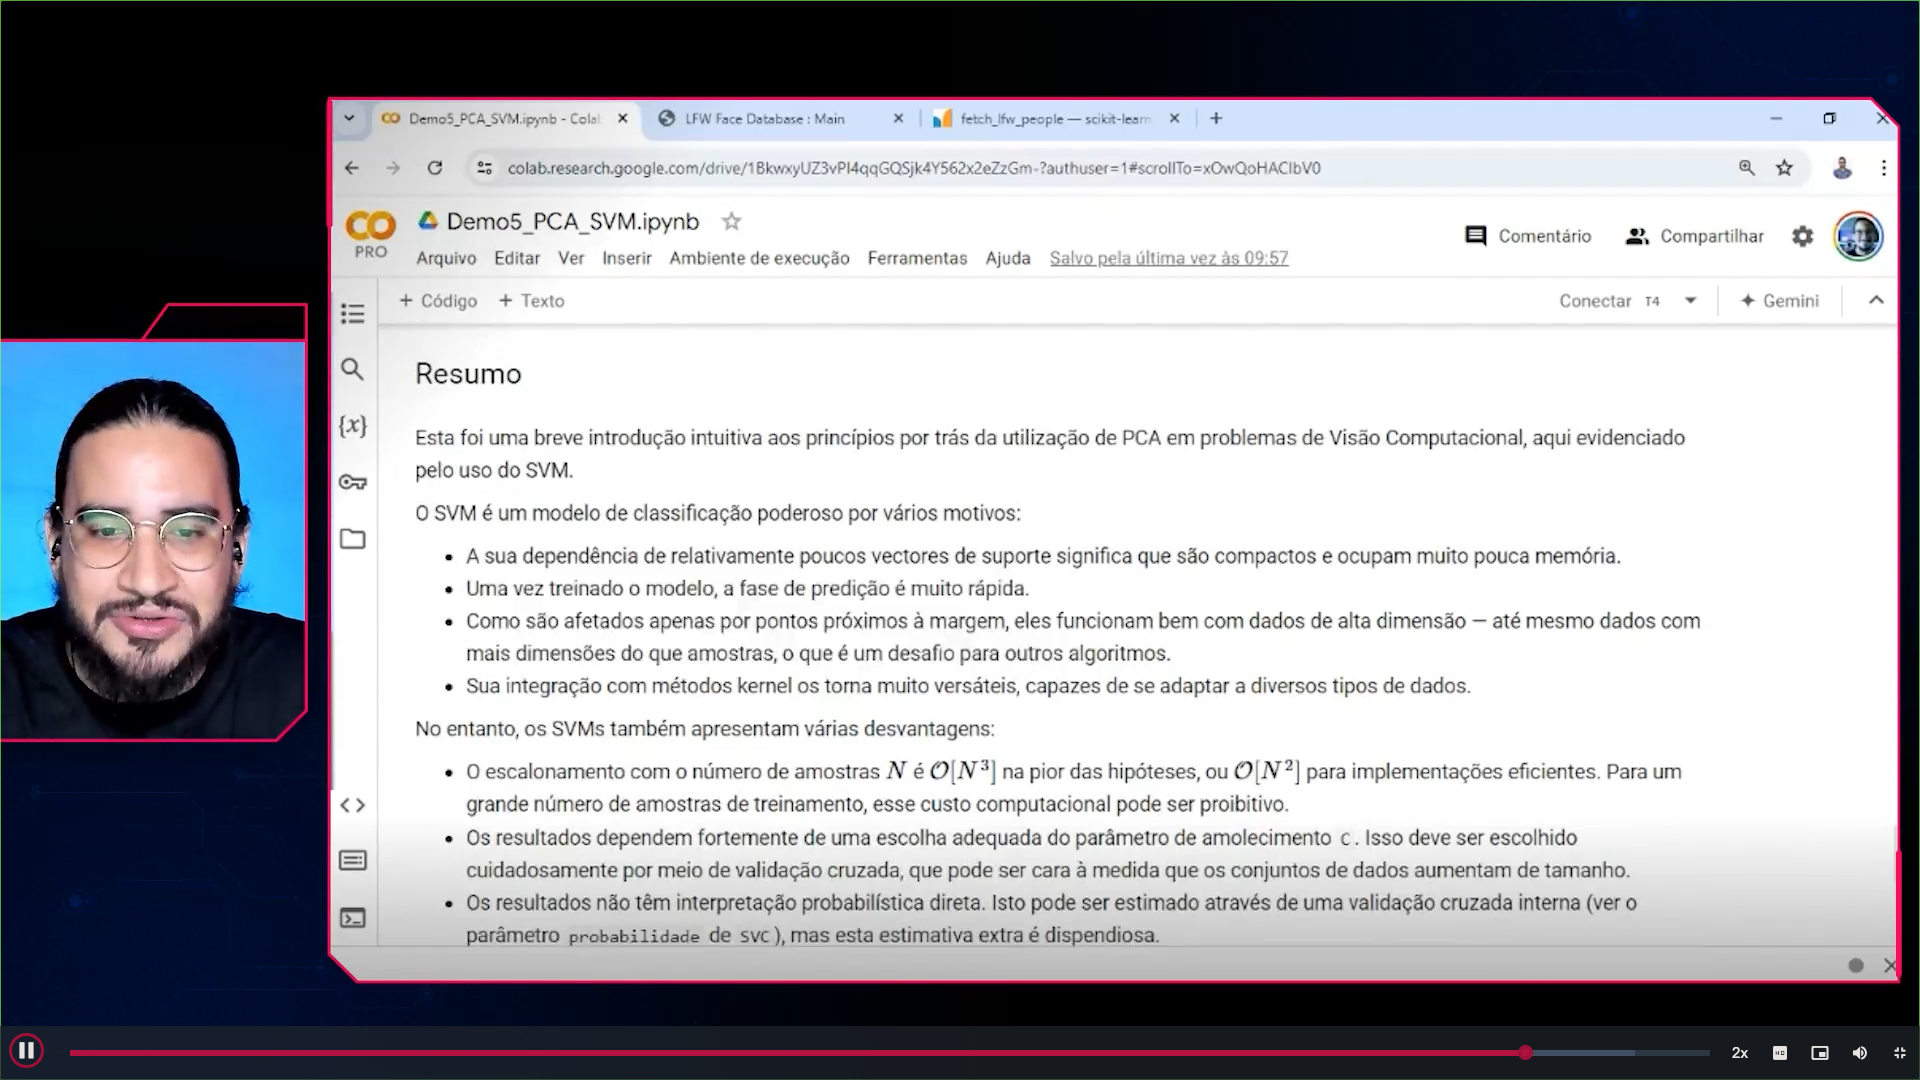 Demo5_PCA_SVM.ipynb - Colab
LFW Face Database : Main
fetch_lfw_people — scikit-learn
colab.research.google.com/drive/1BkwxyUZ3vPI4qqGQSjk4Y562x2eZzGm-?authuser=1#scrollTo=xOwQoHAClbV0
CO
PRO
Demo5_PCA_SVM.ipynb
Comentário
Compartilhar
Arquivo Editar Ver Inserir Ambiente de execução Ferramentas Ajuda Salvo pela última vez às 09:57
+ Código + Texto
Conectar T4
Gemini
Resumo
Esta foi uma breve introdução intuitiva aos princípios por trás da utilização de PCA em problemas de Visão Computacional, aqui evidenciado
pelo uso do SVM.
O SVM é um modelo de classificação poderoso por vários motivos:
• A sua dependência de relativamente poucos vectores de suporte significa que são compactos e ocupam muito pouca memória.
• Uma vez treinado o modelo, a fase de predição é muito rápida.
• Como são afetados apenas por pontos próximos à margem, eles funcionam bem com dados de alta dimensão — até mesmo dados com
mais dimensões do que amostras, o que é um desafio para outros algoritmos.
• Sua integração com métodos kernel os torna muito versáteis, capazes de se adaptar a diversos tipos de dados.
No entanto, os SVMs também apresentam várias desvantagens:
• O escalonamento com o número de amostras N é O[N³] na pior das hipóteses, ou O[N²] para implementações eficientes. Para um
grande número de amostras de treinamento, esse custo computacional pode ser proibitivo.
• Os resultados dependem fortemente de uma escolha adequada do parâmetro de amolecimento C. Isso deve ser escolhido
cuidadosamente por meio de validação cruzada, que pode ser cara à medida que os conjuntos de dados aumentam de tamanho.
• Os resultados não têm interpretação probabilística direta. Isto pode ser estimado através de uma validação cruzada interna (ver o
parâmetro probabilidade de SVC), mas esta estimativa extra é dispendiosa.
2x
HD